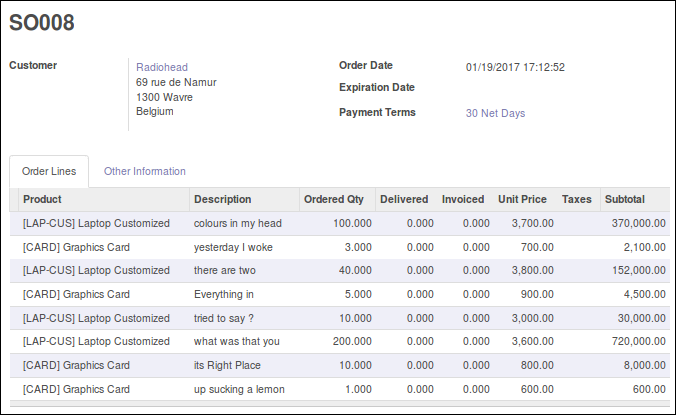 SO008
Customer Radiohead Order Date 01/19/2017 17:12:52
69 rue de Namur Expiration Date
1300 Wavre
Belgium Payment Terms 30 Net Days
Order Lines Other Information
Product Description Ordered Qty Delivered Invoiced Unit Price Taxes Subtotal
[LAP-CUS] Laptop Customized colours in my head 100.000 0.000 0.000 3,700.00 370,000.00
[CARD] Graphics Card yesterday I woke 3.000 0.000 0.000 700.00 2,100.00
[LAP-CUS] Laptop Customized there are two 40.000 0.000 0.000 3,800.00 152,000.00
[CARD] Graphics Card Everything in 5.000 0.000 0.000 900.00 4,500.00
[LAP-CUS] Laptop Customized tried to say ? 10.000 0.000 0.000 3,000.00 30,000.00
[LAP-CUS] Laptop Customized what was that you 200.000 0.000 0.000 3,600.00 720,000.00
[CARD] Graphics Card its Right Place 10.000 0.000 0.000 800.00 8,000.00
[CARD] Graphics Card up sucking a lemon 1.000 0.000 0.000 600.00 600.00